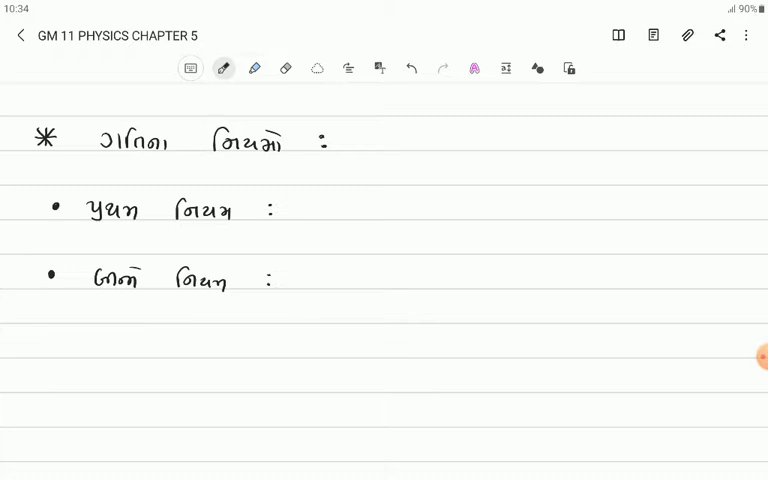 10:34
90%
GM 11 PHYSICS CHAPTER 5
* ગતિના નિયમો :
• પ્રથમ નિયમ :
• બીજો નિયમ :